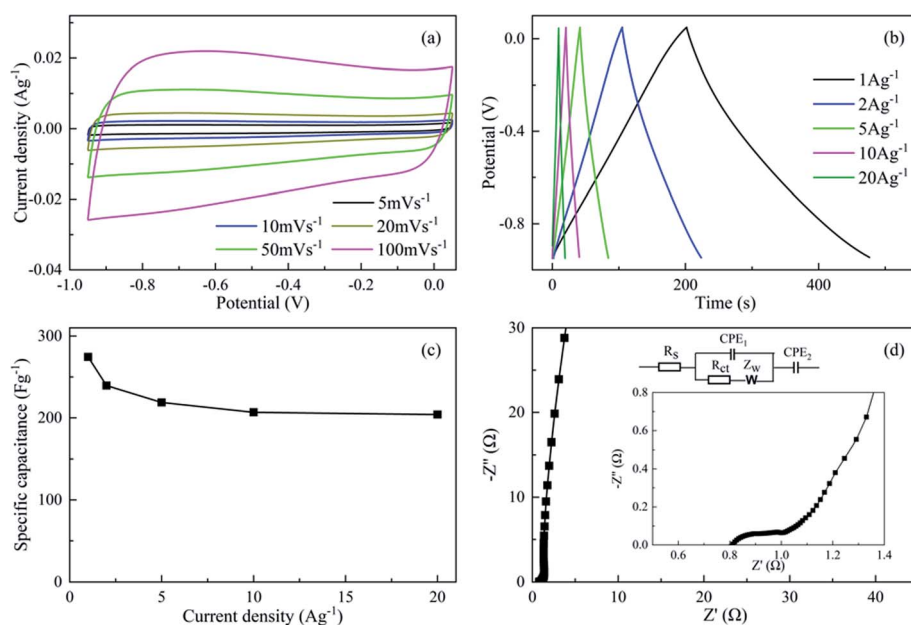 (a)
Current density (Ag⁻¹)
0.02
0.00
-0.02
-0.04
5mVs⁻¹
10mVs⁻¹ 20mVs⁻¹
50mVs⁻¹ 100mVs⁻¹
-1.0 -0.8 -0.6 -0.4 -0.2 0.0
Potential (V)
(b)
Potential (V)
0.0
-0.4
-0.8
1Ag⁻¹
2Ag⁻¹
5Ag⁻¹
10Ag⁻¹
20Ag⁻¹
0 200 400
Time (s)
(c)
Specific capacitance (Fg⁻¹)
300
200
100
0
0 5 10 15 20
Current density (Ag⁻¹)
(d)
-Z'' (Ω)
30
20
10
0
CPE₁
R_S R_ct Z_W CPE₂
-Z'' (Ω)
0.8
0.6
0.4
0.2
0.0
0.6 0.8 1.0 1.2 1.4
Z' (Ω)
0 10 20 30 40
Z' (Ω)